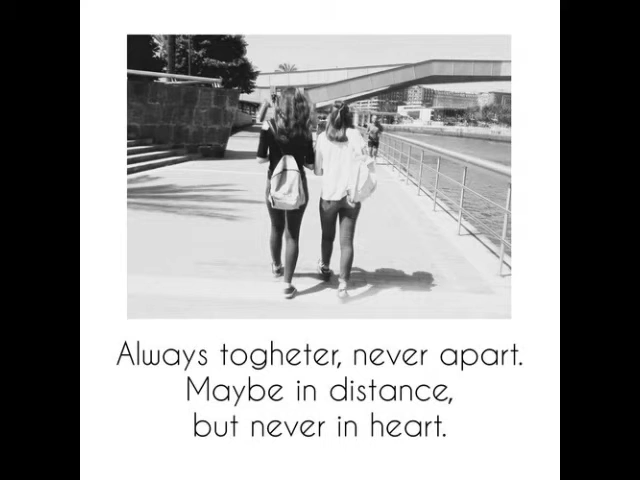 Always togheter, never apart.
Maybe in distance,
but never in heart.